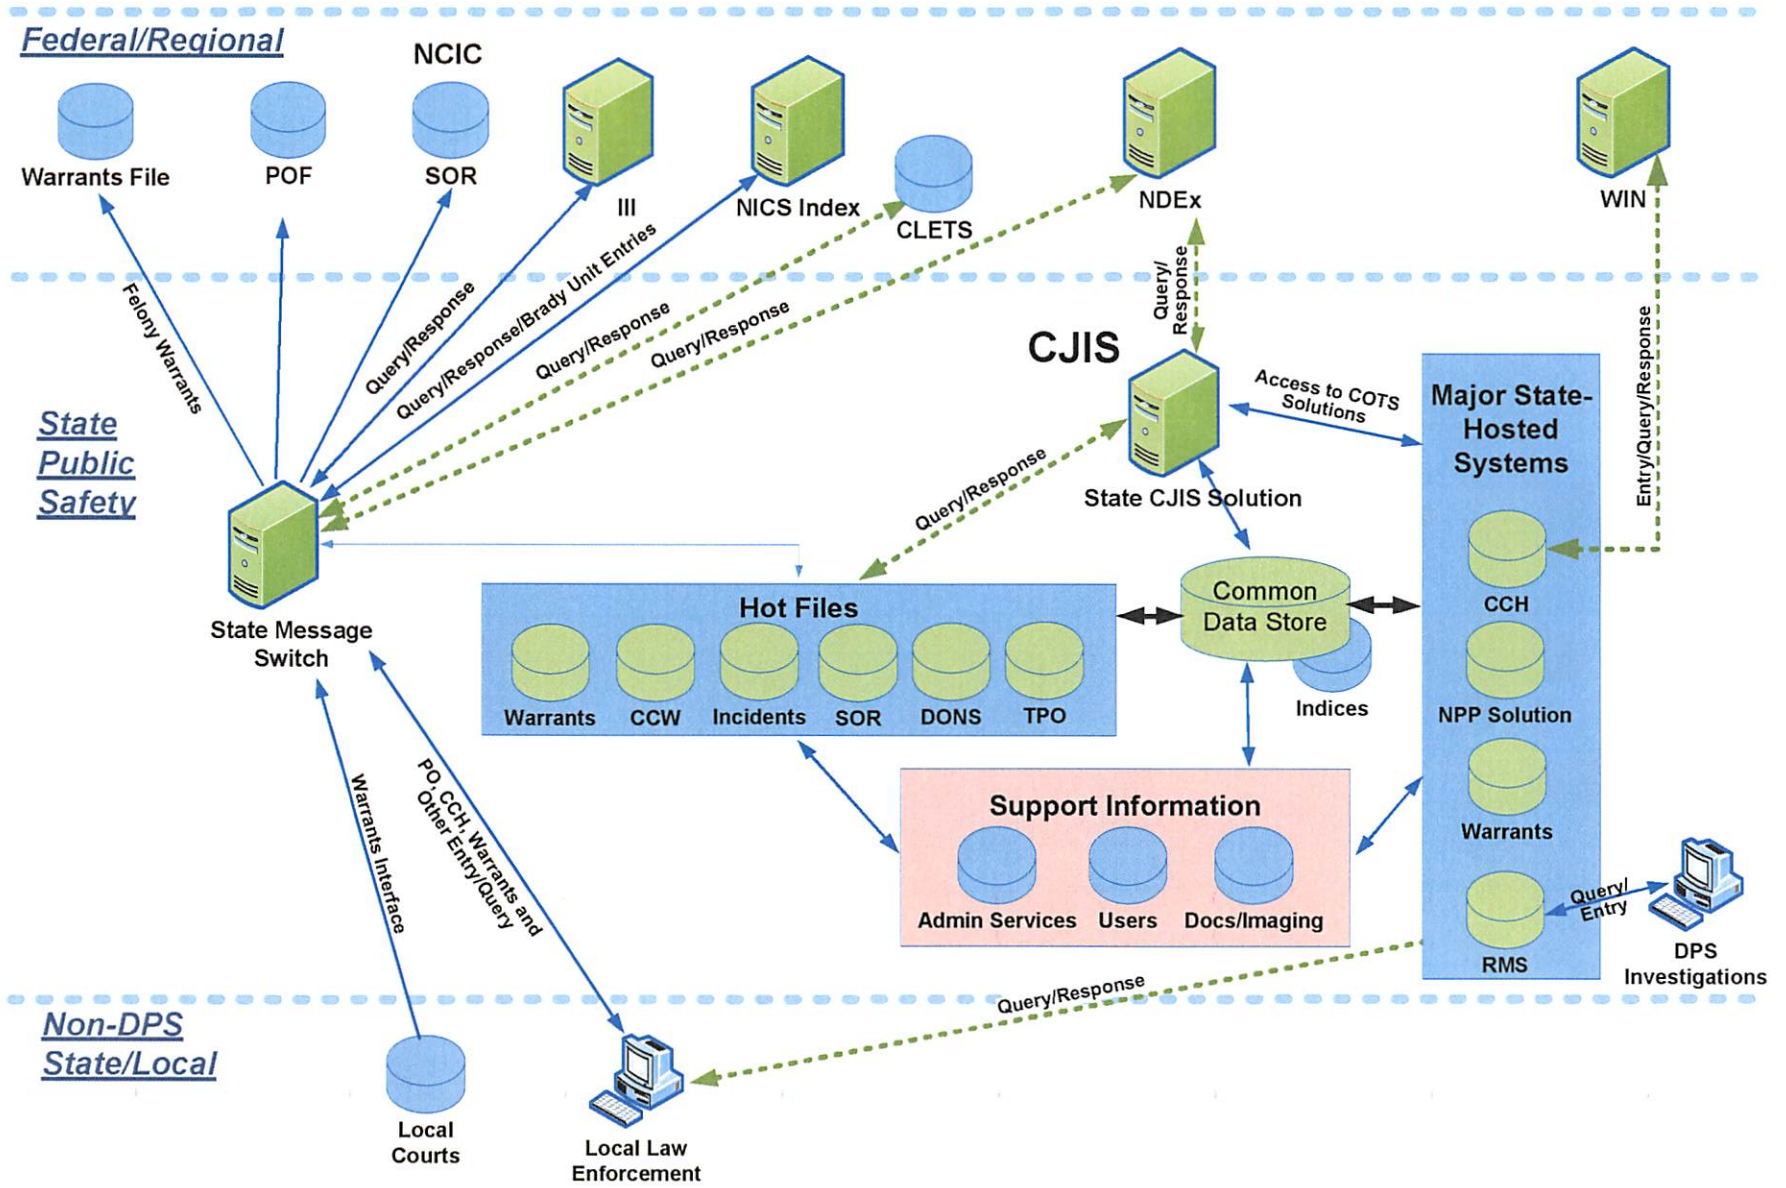 Federal/Regional
NCIC
Warrants File
POF
SOR
III
NICS Index
CLETS
NDEx
WIN
Felony Warrants
Query/Response
Query/Response/Brady Unit Entries
Query/Response
Query/Response
Query/
Response
Entry/Query/Response
State
Public
Safety
CJIS
State CJIS Solution
Access to COTS
Solutions
Query/Response
Major State-
Hosted
Systems
CCH
NPP Solution
Warrants
RMS
State Message
Switch
Hot Files
Warrants
CCW
Incidents
SOR
DONS
TPO
Common
Data Store
Indices
Support Information
Admin Services
Users
Docs/Imaging
Query/
Entry
DPS
Investigations
Warrants Interface
PO, CCH, Warrants and
Other Entry/Query
Query/Response
Non-DPS
State/Local
Local
Courts
Local Law
Enforcement